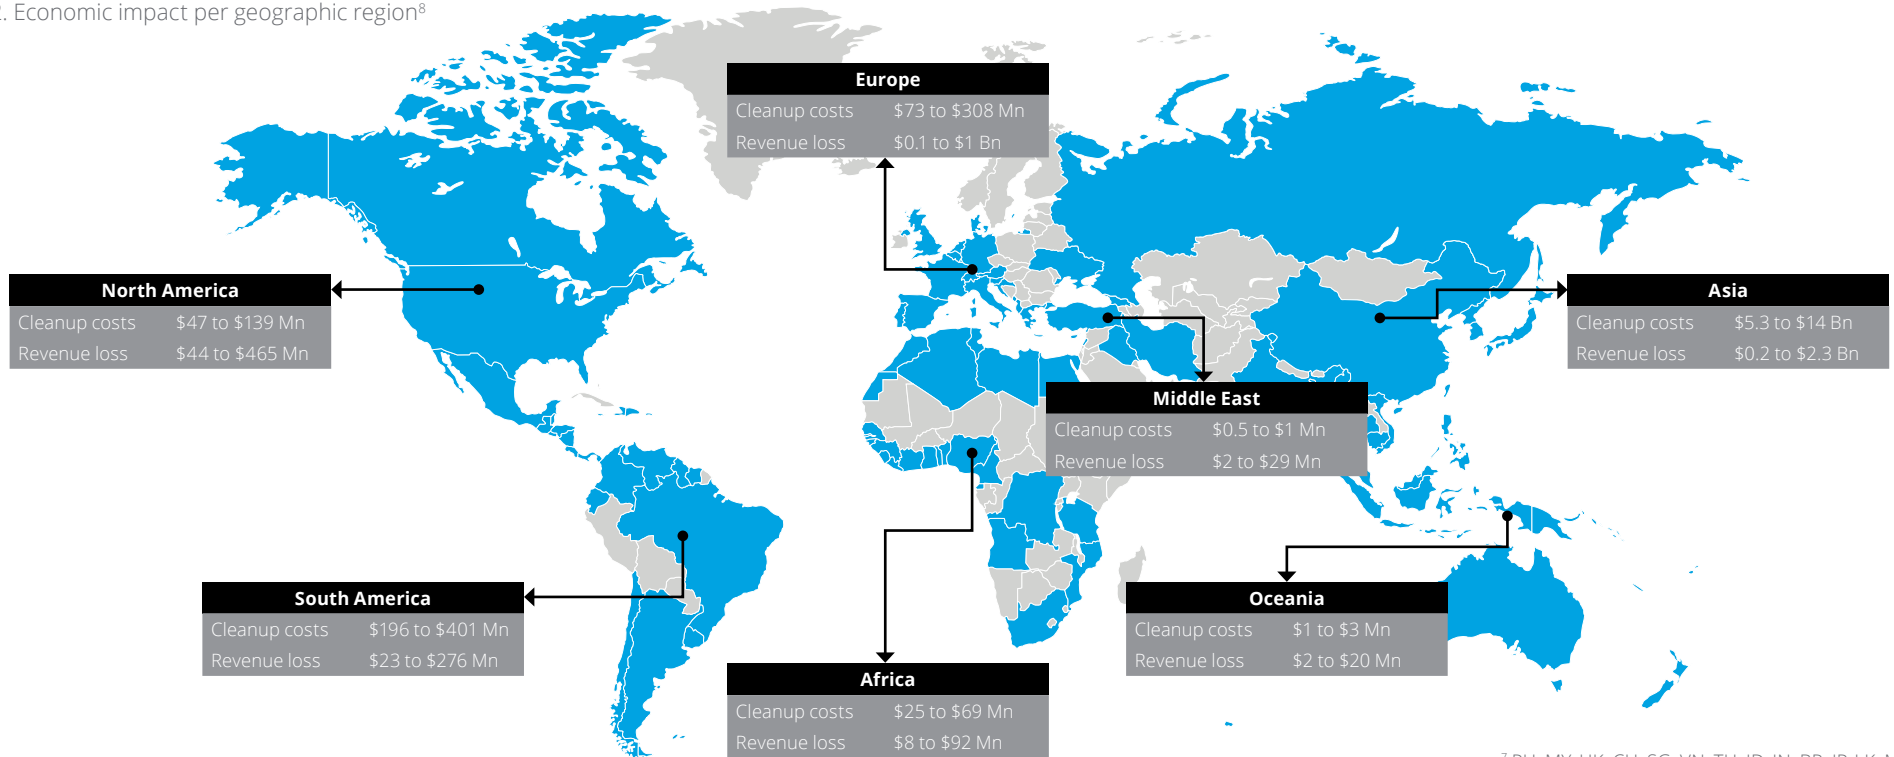 . Economic impact per geographic region⁸
Europe
Cleanup costs $73 to $308 Mn
Revenue loss $0.1 to $1 Bn
North America
Cleanup costs $47 to $139 Mn
Revenue loss $44 to $465 Mn
Asia
Cleanup costs $5.3 to $14 Bn
Revenue loss $0.2 to $2.3 Bn
Middle East
Cleanup costs $0.5 to $1 Mn
Revenue loss $2 to $29 Mn
South America
Cleanup costs $196 to $401 Mn
Revenue loss $23 to $276 Mn
Oceania
Cleanup costs $1 to $3 Mn
Revenue loss $2 to $20 Mn
Africa
Cleanup costs $25 to $69 Mn
Revenue loss $8 to $92 Mn